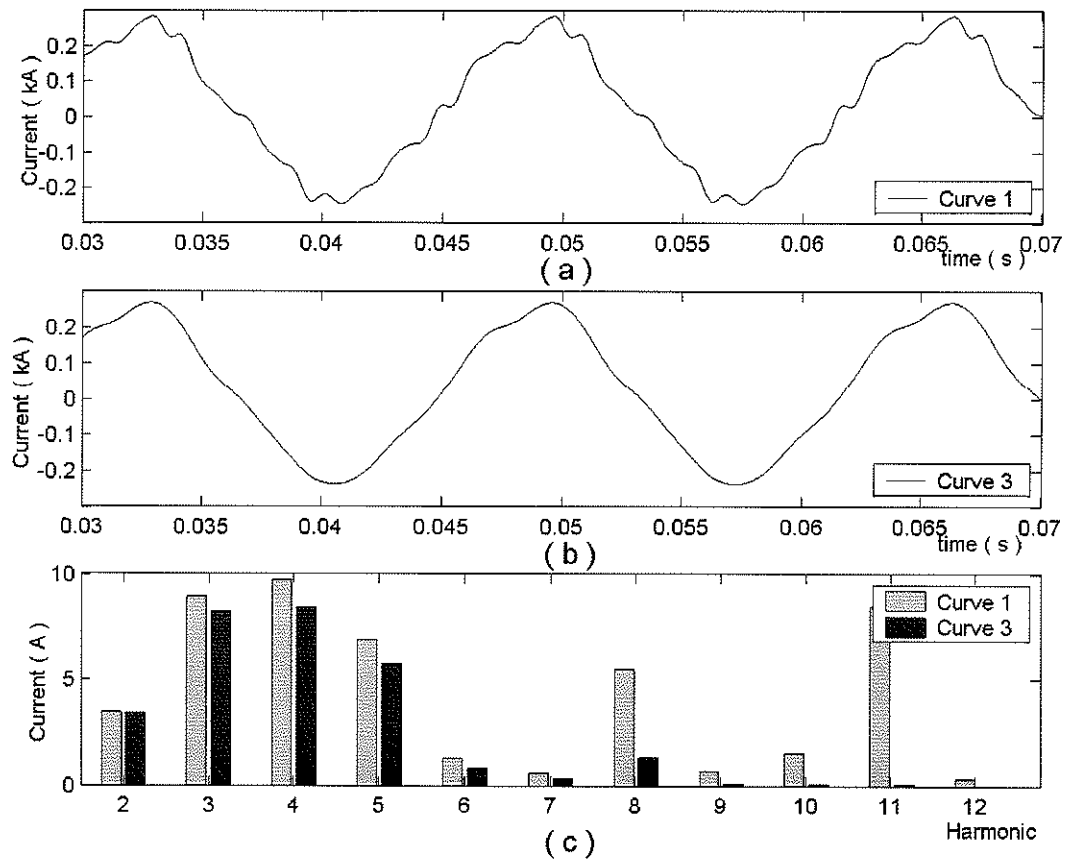 0.2
0.1
0
-0.1
-0.2
Current ( kA )
Curve 1
0.03 0.035 0.04 0.045 0.05 0.055 0.06 0.065 0.07
time ( s )
( a )
0.2
0.1
0
-0.1
-0.2
Current ( kA )
Curve 3
0.03 0.035 0.04 0.045 0.05 0.055 0.06 0.065 0.07
time ( s )
( b )
10
5
0
Current ( A )
Curve 1
Curve 3
2 3 4 5 6 7 8 9 10 11 12
Harmonic
( c )